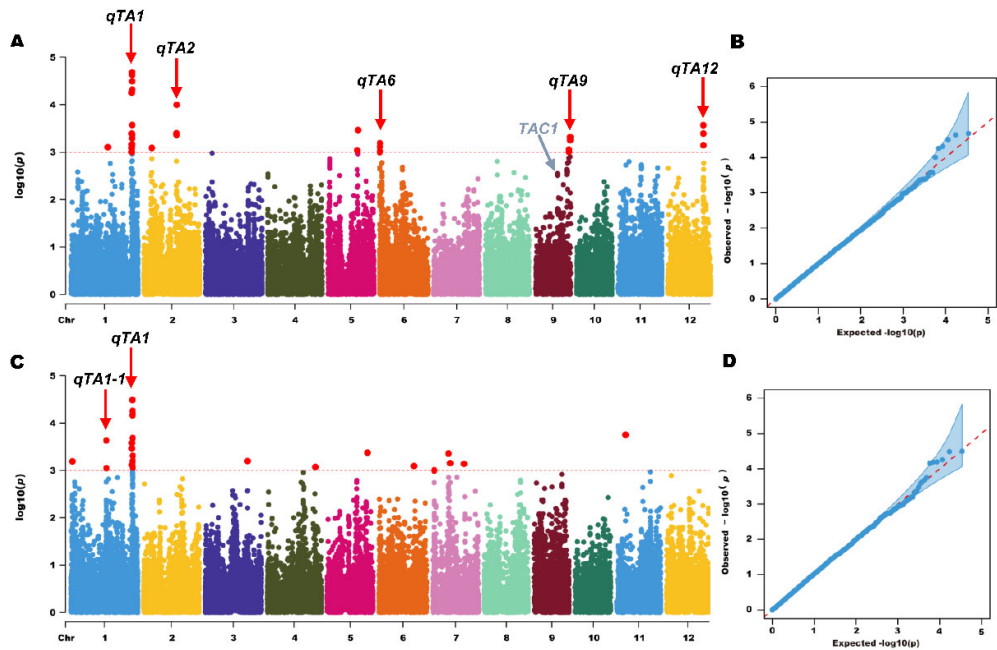 qTA1
A
qTA2
qTA6
qTA9
qTA12
B
TAC1
5
4
3
2
1
0
log10(p)
Chr 1 2 3 4 5 6 7 8 9 10 11 12
6
5
4
3
2
1
0
Observed - log10( p)
0 1 2 3 4 5
Expected -log10(p)
C
qTA1
qTA1-1
D
5
4
3
2
1
0
log10(p)
Chr 1 2 3 4 5 6 7 8 9 10 11 12
6
5
4
3
2
1
0
Observed - log10( p)
0 1 2 3 4 5
Expected -log10(p)